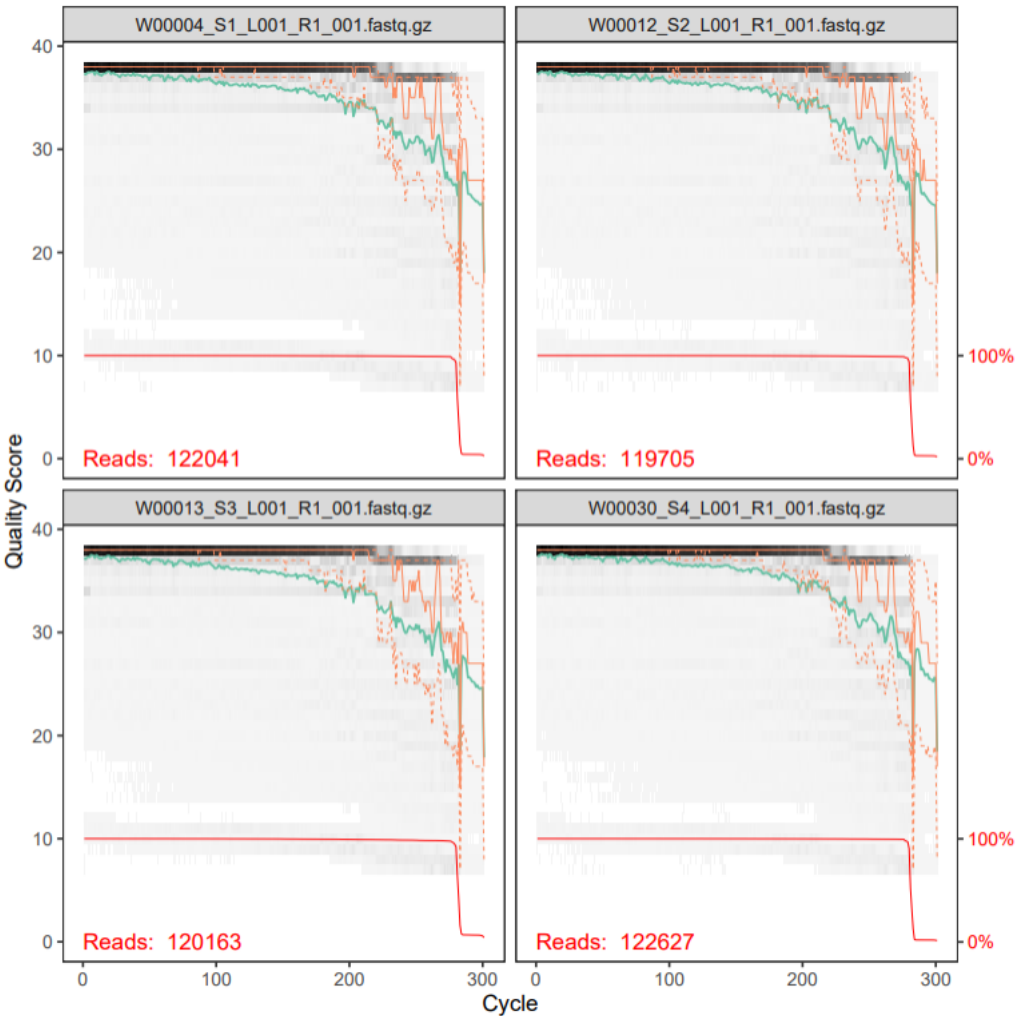 W00004_S1_L001_R1_001.fastq.gz
W00012_S2_L001_R1_001.fastq.gz
40
30
20
10
0
Reads: 122041
Reads: 119705
100%
0%
Quality Score
W00013_S3_L001_R1_001.fastq.gz
W00030_S4_L001_R1_001.fastq.gz
40
30
20
10
0
Reads: 120163
Reads: 122627
100%
0%
0 100 200 300
0 100 200 300
Cycle